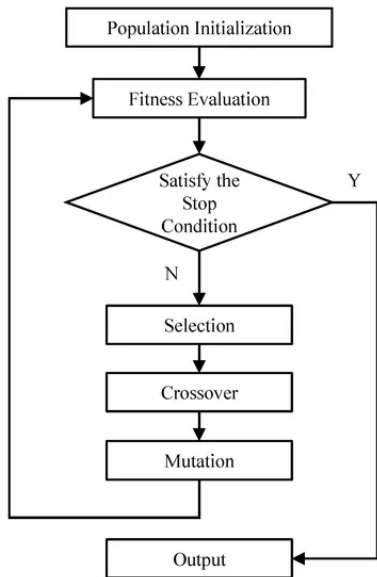 Population Initialization
Fitness Evaluation
Satisfy the
Stop
Condition
Y
N
Selection
Crossover
Mutation
Output